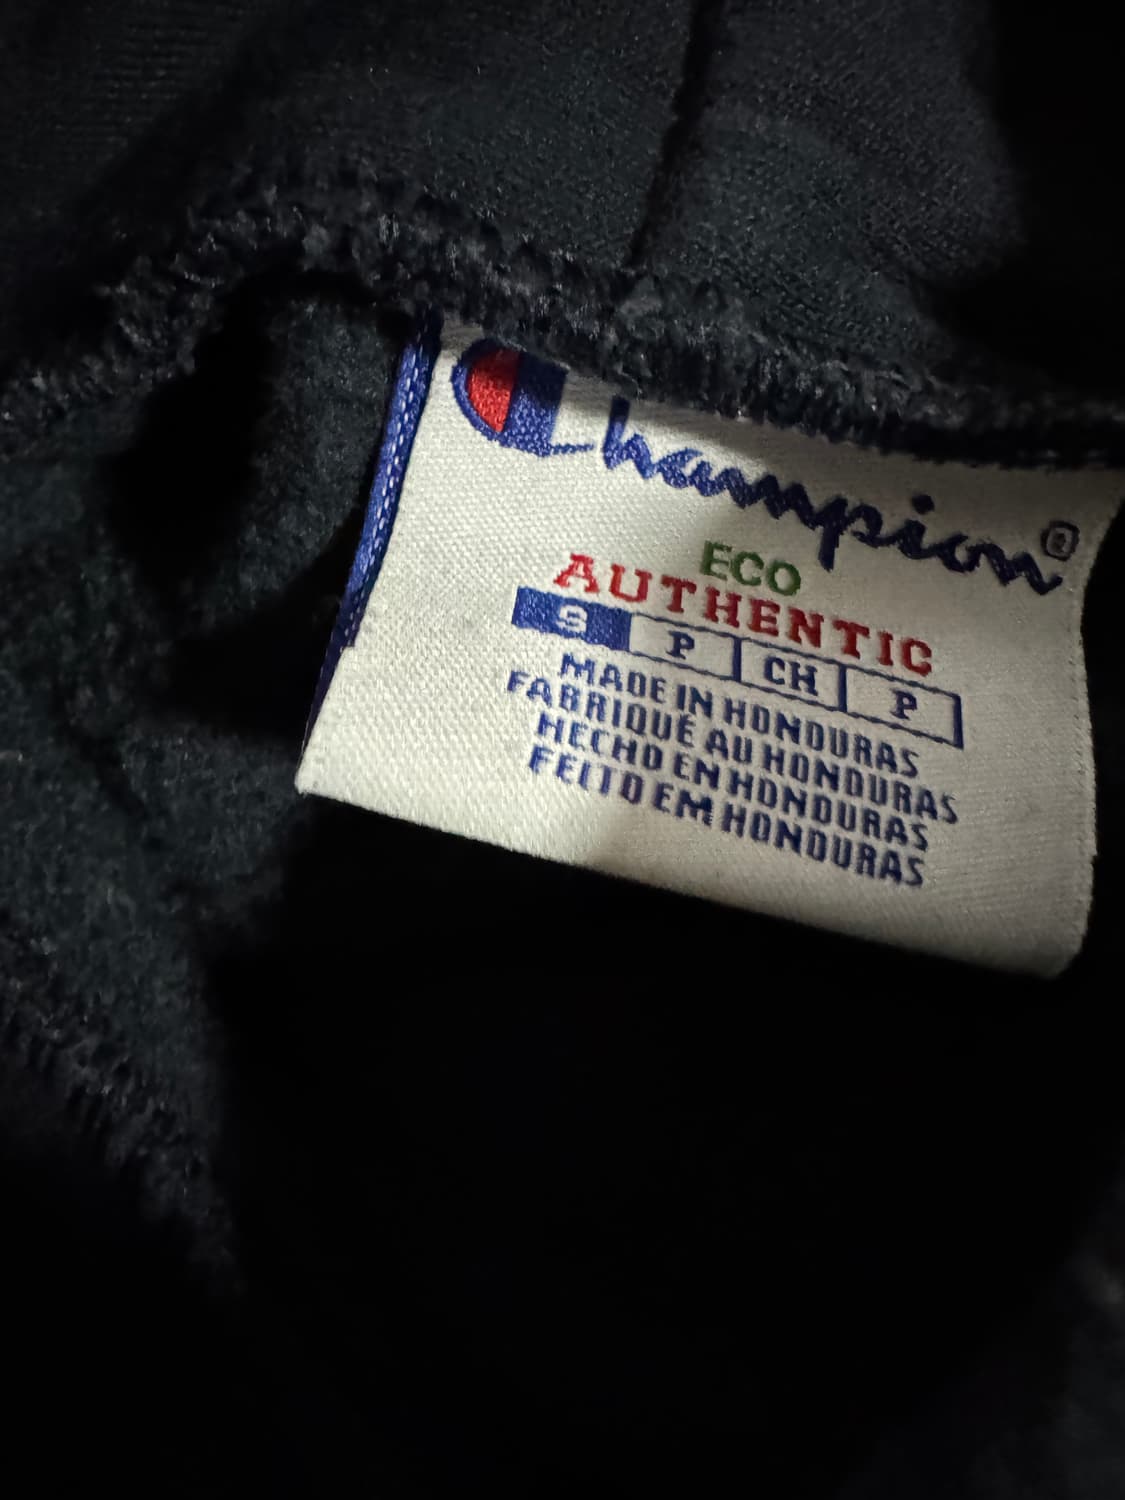 Champion®
ECO
AUTHENTIC
S P CH P
MADE IN HONDURAS
FABRIQUÉ AU HONDURAS
HECHO EN HONDURAS
FEITO EM HONDURAS